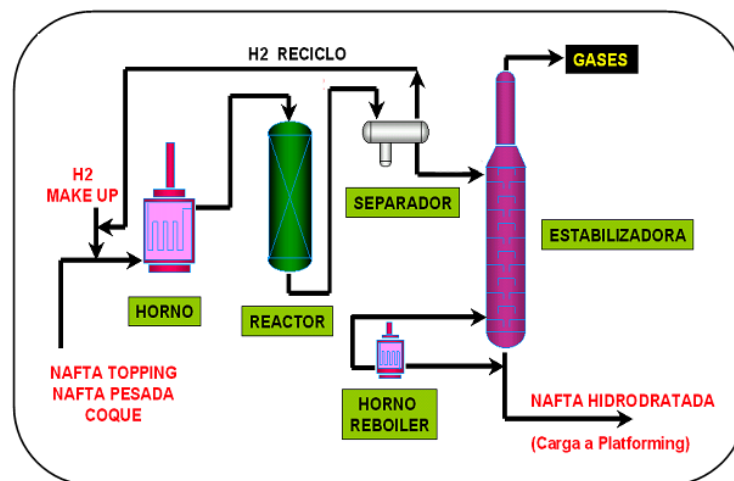 H2 RECICLO
GASES
H2
MAKE UP
SEPARADOR
ESTABILIZADORA
HORNO
REACTOR
NAFTA TOPPING
NAFTA PESADA
COQUE
HORNO
REBOILER
NAFTA HIDRODRATADA
(Carga a Platforming)